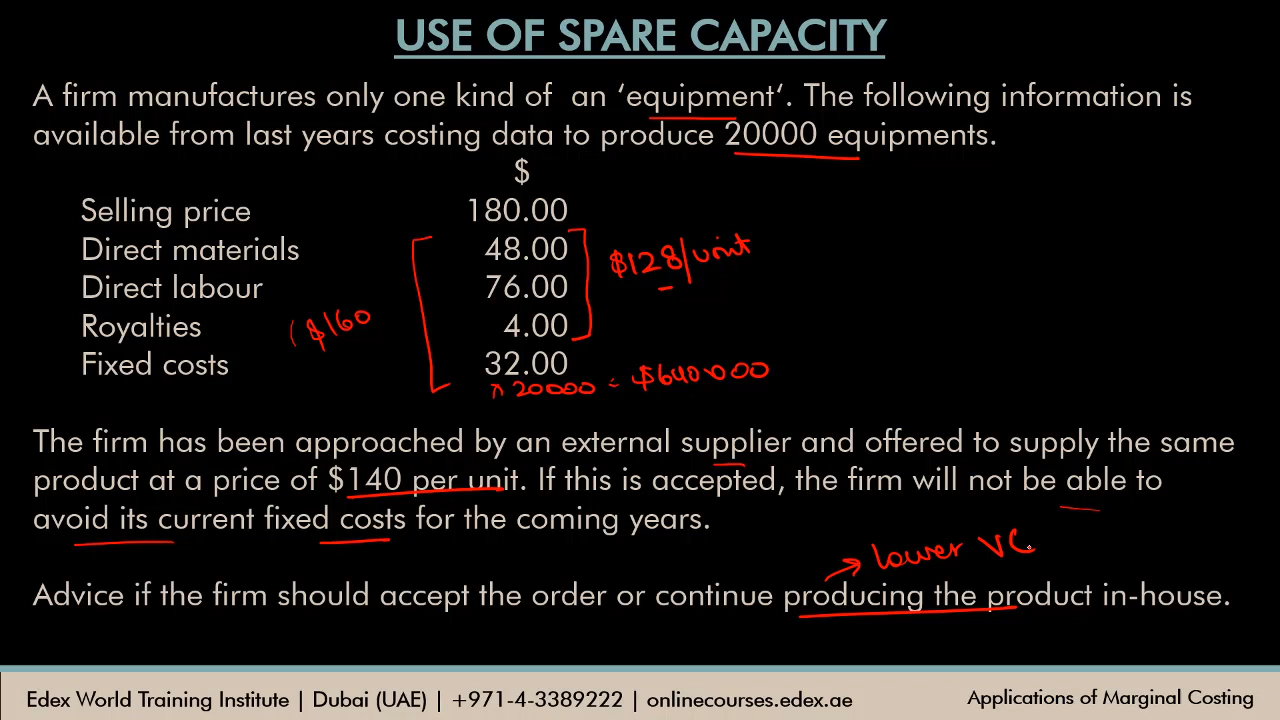 USE OF SPARE CAPACITY
A firm manufactures only one kind of an ‘equipment‘. The following information is
available from last years costing data to produce 20000 equipments.
$
Selling price 180.00
Direct materials 48.00
$128/unit
Direct labour 76.00
Royalties 4.00
$160
Fixed costs 32.00
x 20000 = $640000
The firm has been approached by an external supplier and offered to supply the same
product at a price of $140 per unit. If this is accepted, the firm will not be able to
avoid its current fixed costs for the coming years.
lower VC
Advice if the firm should accept the order or continue producing the product in-house.
Edex World Training Institute | Dubai (UAE) | +971-4-3389222 | onlinecourses.edex.ae
Applications of Marginal Costing